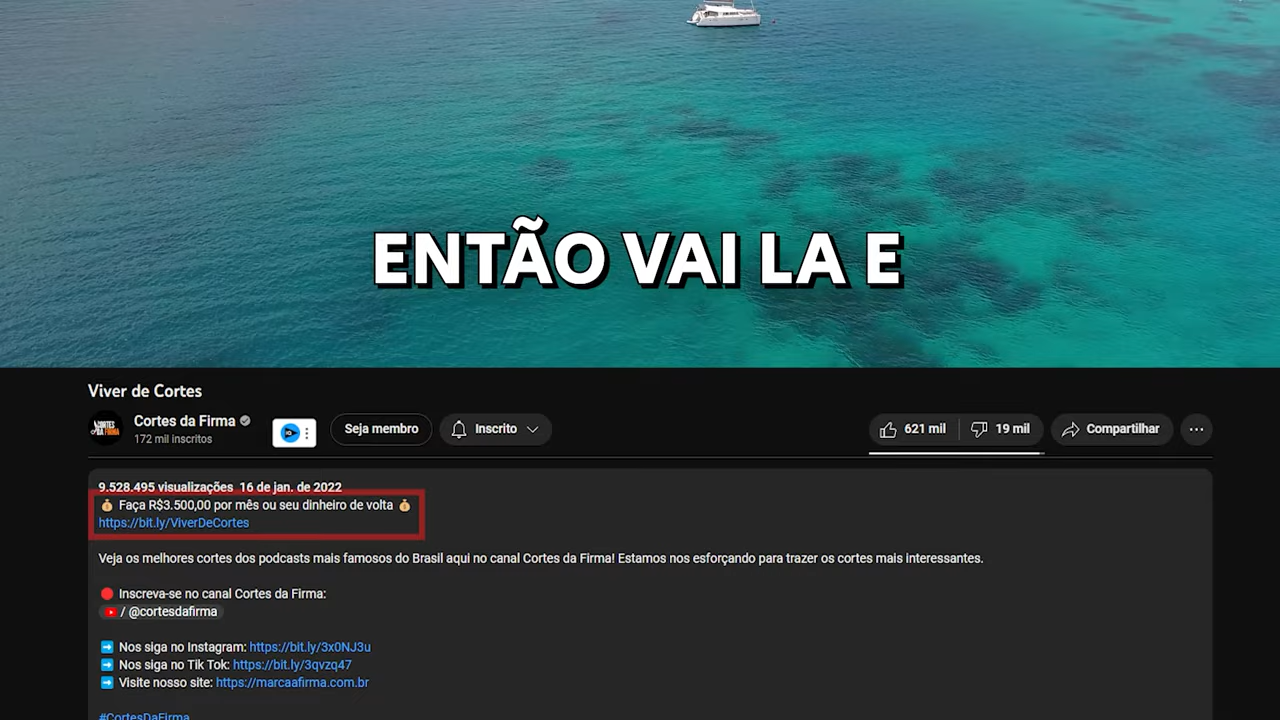 ENTÃO VAI LA E
Viver de Cortes
Cortes da Firma
172 mil inscritos
Seja membro
Inscrito
621 mil
19 mil
Compartilhar
9.528.495 visualizações 16 de jan. de 2022
💰 Faça R$3.500,00 por mês ou seu dinheiro de volta 💰
https://bit.ly/ViverDeCortes
Veja os melhores cortes dos podcasts mais famosos do Brasil aqui no canal Cortes da Firma! Estamos nos esforçando para trazer os cortes mais interessantes.
🔴 Inscreva-se no canal Cortes da Firma:
/ @cortesdafirma
➡️ Nos siga no Instagram: https://bit.ly/3x0NJ3u
➡️ Nos siga no Tik Tok: https://bit.ly/3qvzq47
➡️ Visite nosso site: https://marcaafirma.com.br
#CortesDaFirma